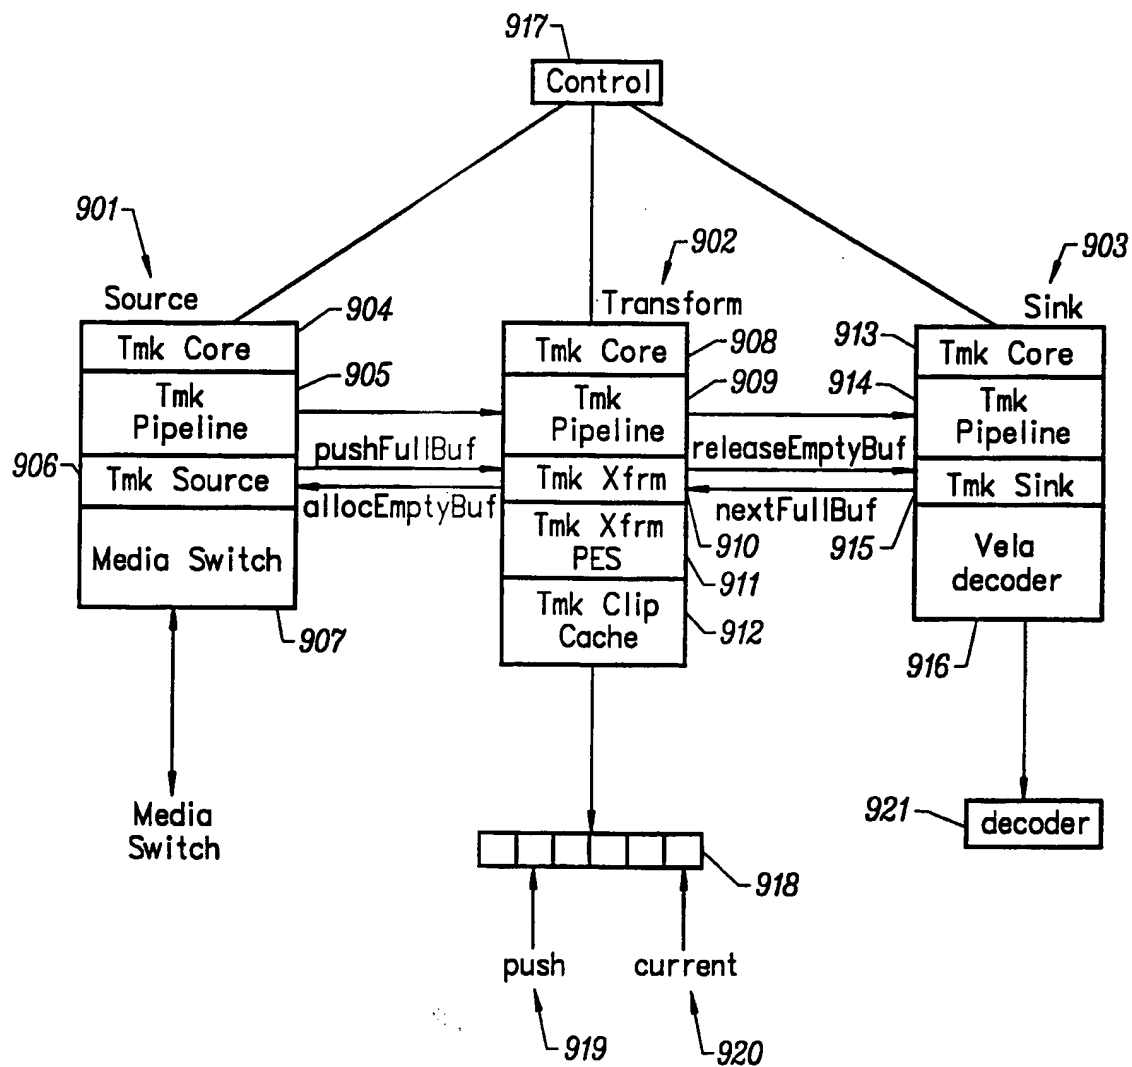 917
Control
901
902
903
Source
Transform
Sink
904
908
913
Tmk Core
Tmk Core
Tmk Core
905
909
914
Tmk
Pipeline
Tmk
Pipeline
Tmk
Pipeline
906
pushFullBuf
releaseEmptyBuf
Tmk Source
Tmk Xfrm
Tmk Sink
allocEmptyBuf
nextFullBuf
910
915
Media Switch
Tmk Xfrm
PES
Vela
decoder
911
907
Tmk Clip
Cache
912
916
Media
Switch
921
decoder
918
push
current
919
920